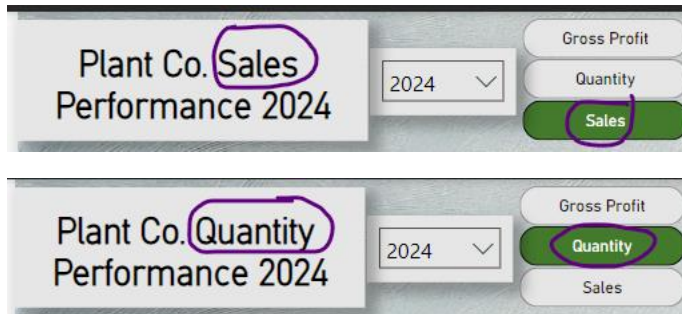 Plant Co. Sales
Performance 2024
2024
Gross Profit
Quantity
Sales
Plant Co. Quantity
Performance 2024
2024
Gross Profit
Quantity
Sales